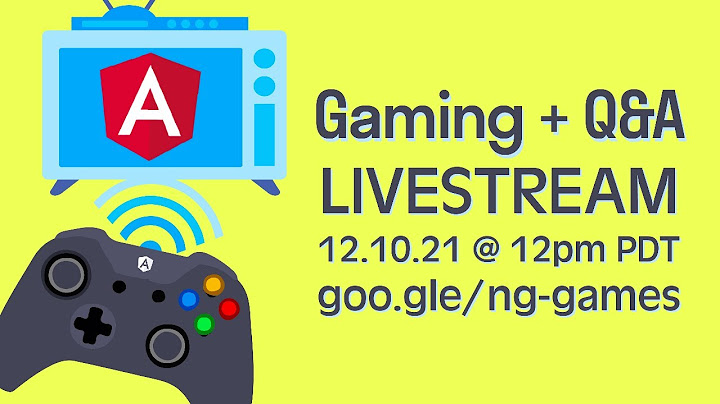 A
Gaming + Q&A
LIVESTREAM
12.10.21 @ 12pm PDT
goo.gle/ng-games
A